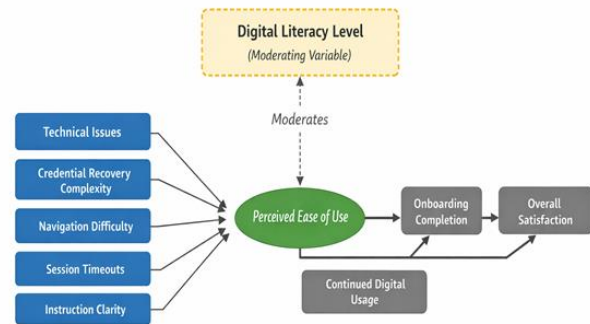 Digital Literacy Level
(Moderating Variable)
Moderates
Technical Issues
Credential Recovery
Complexity
Navigation Difficulty
Session Timeouts
Instruction Clarity
Perceived Ease of Use
Onboarding
Completion
Overall
Satisfaction
Continued Digital
Usage